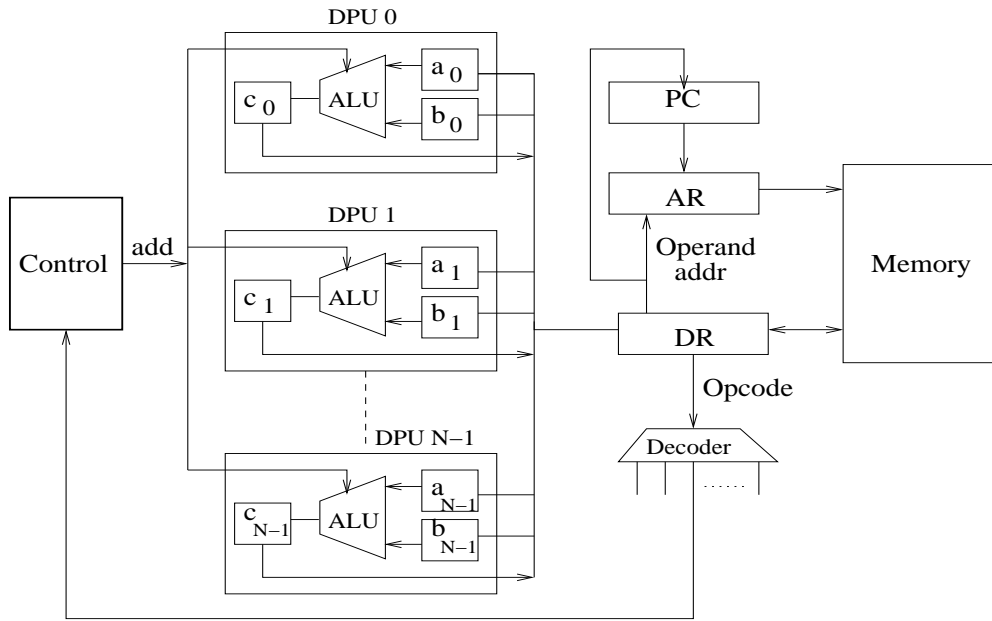 DPU 0
a 0
c 0
ALU
b 0
PC
AR
DPU 1
add
Control
a 1
c 1
ALU
b 1
Operand
addr
Memory
DR
Opcode
DPU N−1
Decoder
a N−1
c N−1
ALU
b N−1
......